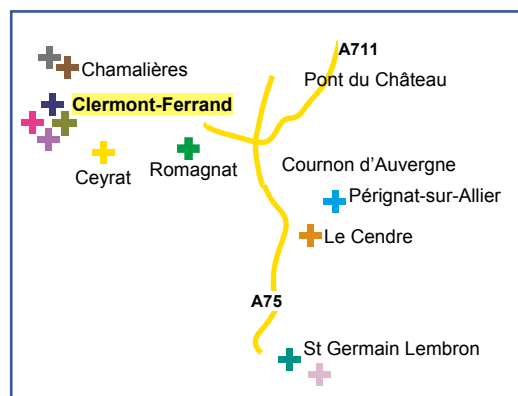 A711
Chamalières
Pont du Château
Clermont-Ferrand
Ceyrat
Romagnat
Cournon d’Auvergne
Pérignat-sur-Allier
Le Cendre
A75
St Germain Lembron